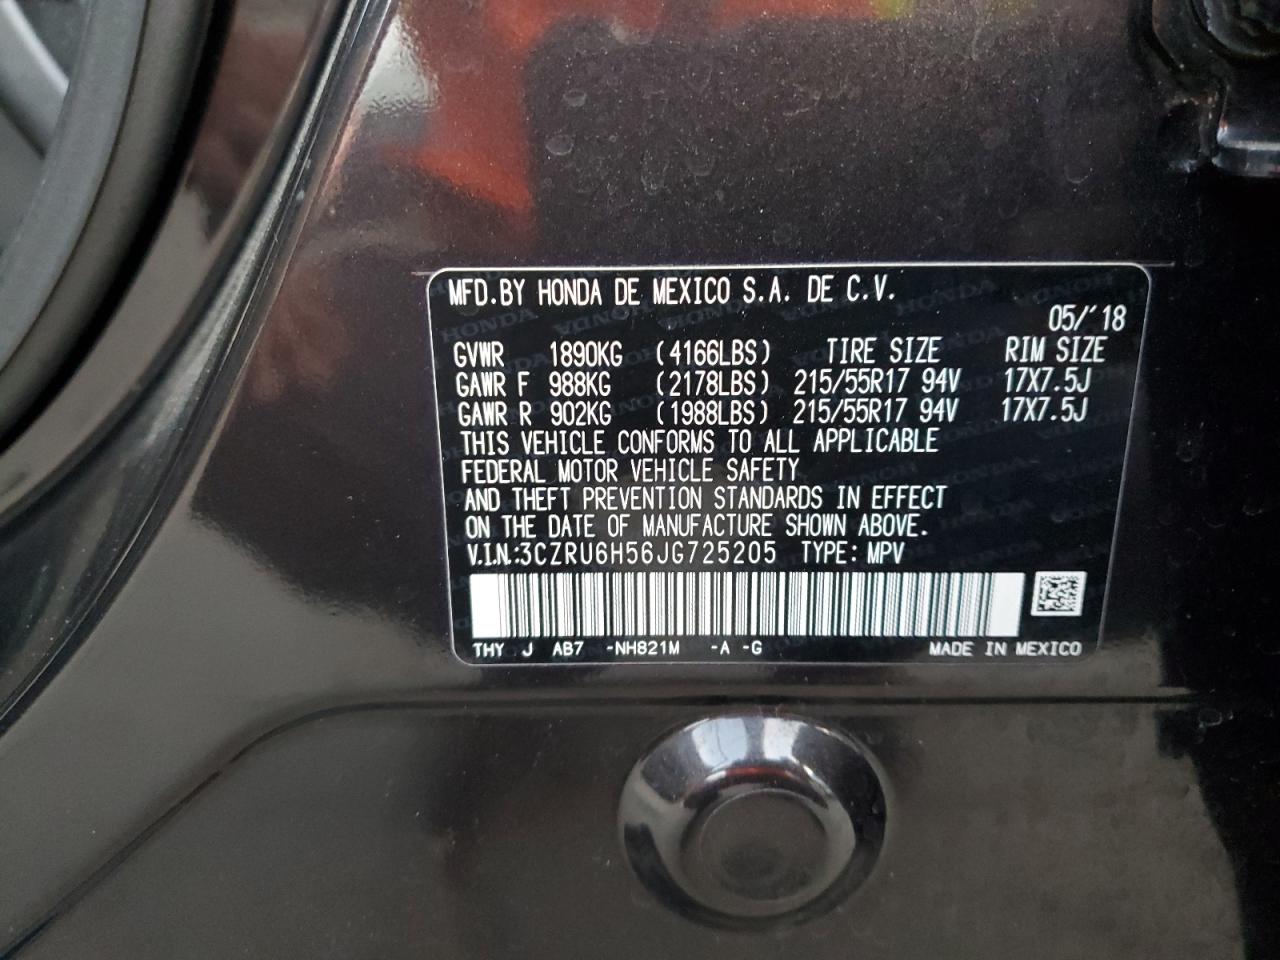 MFD.BY HONDA DE MEXICO S.A. DE C.V.
05/'18
GVWR 1890KG (4166LBS) TIRE SIZE RIM SIZE
GAWR F 988KG (2178LBS) 215/55R17 94V 17X7.5J
GAWR R 902KG (1988LBS) 215/55R17 94V 17X7.5J
THIS VEHICLE CONFORMS TO ALL APPLICABLE
FEDERAL MOTOR VEHICLE SAFETY
AND THEFT PREVENTION STANDARDS IN EFFECT
ON THE DATE OF MANUFACTURE SHOWN ABOVE.
V.I.N.:3CZRU6H56JG725205 TYPE: MPV
THY J AB7 -NH821M -A -G MADE IN MEXICO